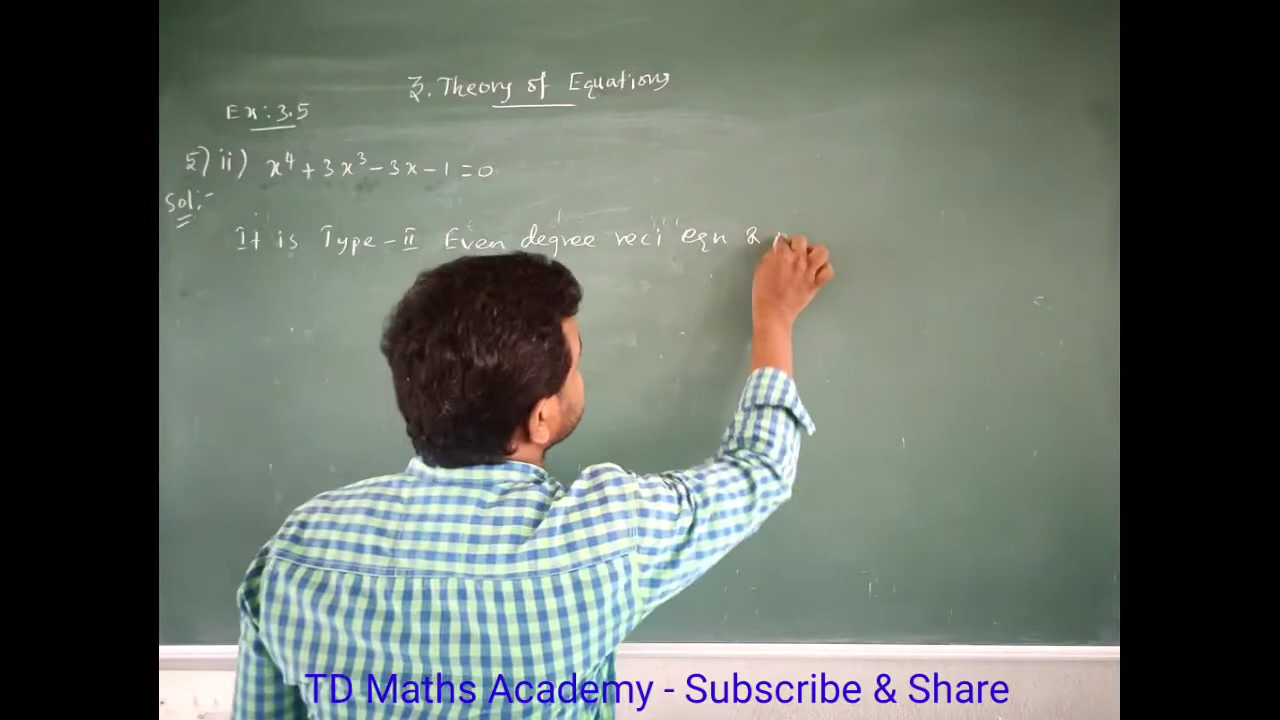 3. Theory of Equations
Ex: 3.5
5) ii) x⁴ + 3x³ - 3x - 1 = 0
Sol:-
It is Type - II Even degree reci eqn &
TD Maths Academy - Subscribe & Share